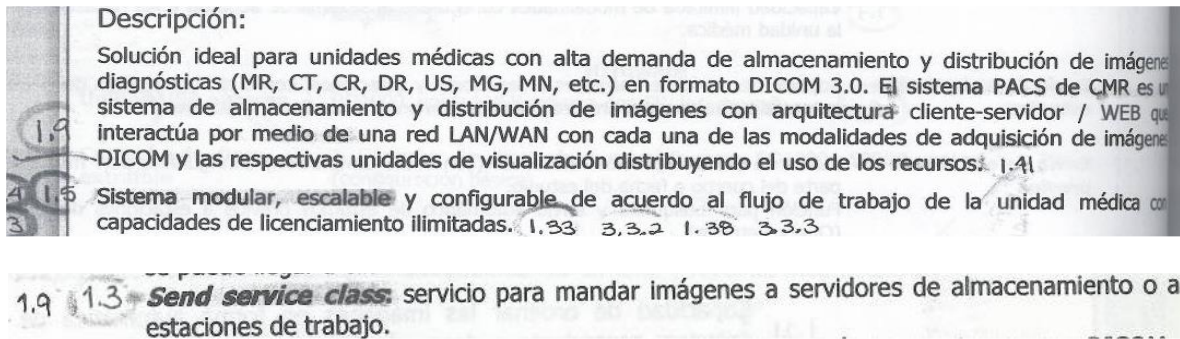 Descripción:
Solución ideal para unidades médicas con alta demanda de almacenamiento y distribución de imágenes
diagnósticas (MR, CT, CR, DR, US, MG, MN, etc.) en formato DICOM 3.0. El sistema PACS de CMR es un
sistema de almacenamiento y distribución de imágenes con arquitectura cliente-servidor / WEB que
1.9 interactúa por medio de una red LAN/WAN con cada una de las modalidades de adquisición de imágenes
DICOM y las respectivas unidades de visualización distribuyendo el uso de los recursos. 1.41
4 1.5 Sistema modular, escalable y configurable de acuerdo al flujo de trabajo de la unidad médica con
3 capacidades de licenciamiento ilimitadas. 1.33 3.3.2 1.38 3.3.3
1.9 1.3 Send service class: servicio para mandar imágenes a servidores de almacenamiento o a
estaciones de trabajo.